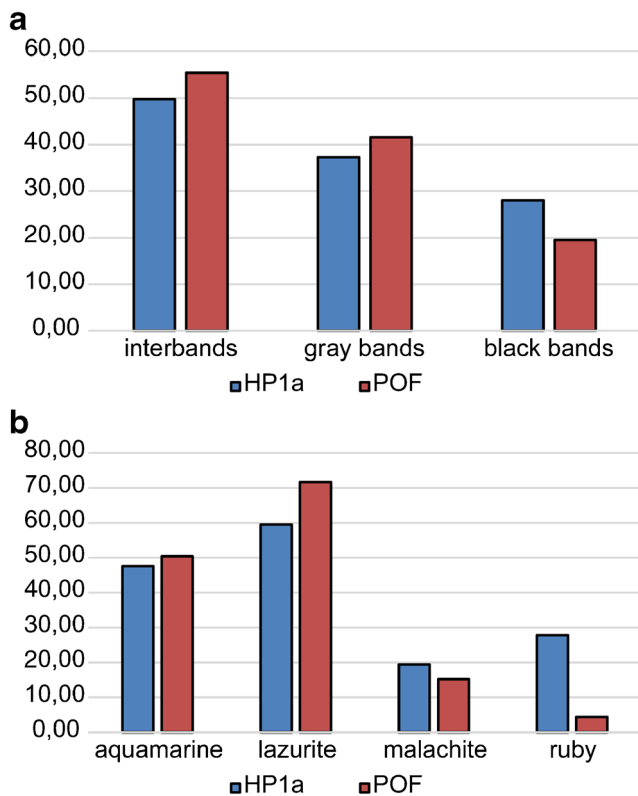 a
60,00
50,00
40,00
30,00
20,00
10,00
0,00
interbands gray bands black bands
HP1a POF
b
80,00
70,00
60,00
50,00
40,00
30,00
20,00
10,00
0,00
aquamarine lazurite malachite ruby
HP1a POF